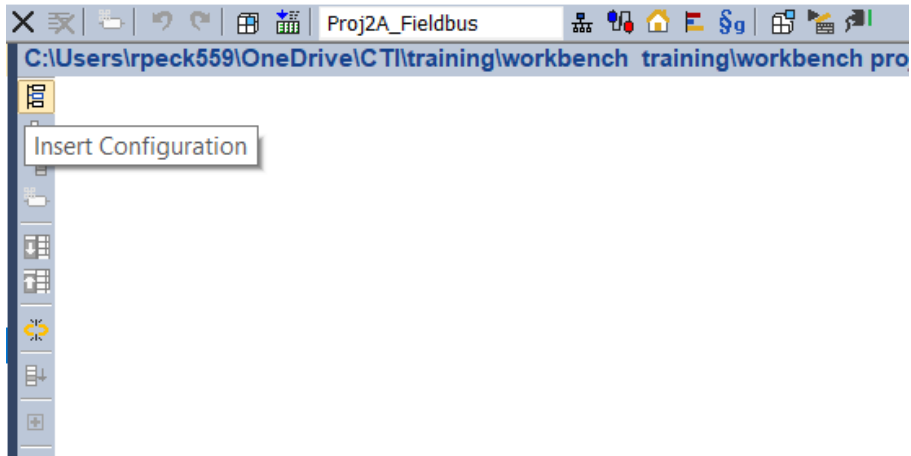 Proj2A_Fieldbus
§g
C:\Users\rpeck559\OneDrive\CTI\training\workbench  training\workbench proj
Insert Configuration